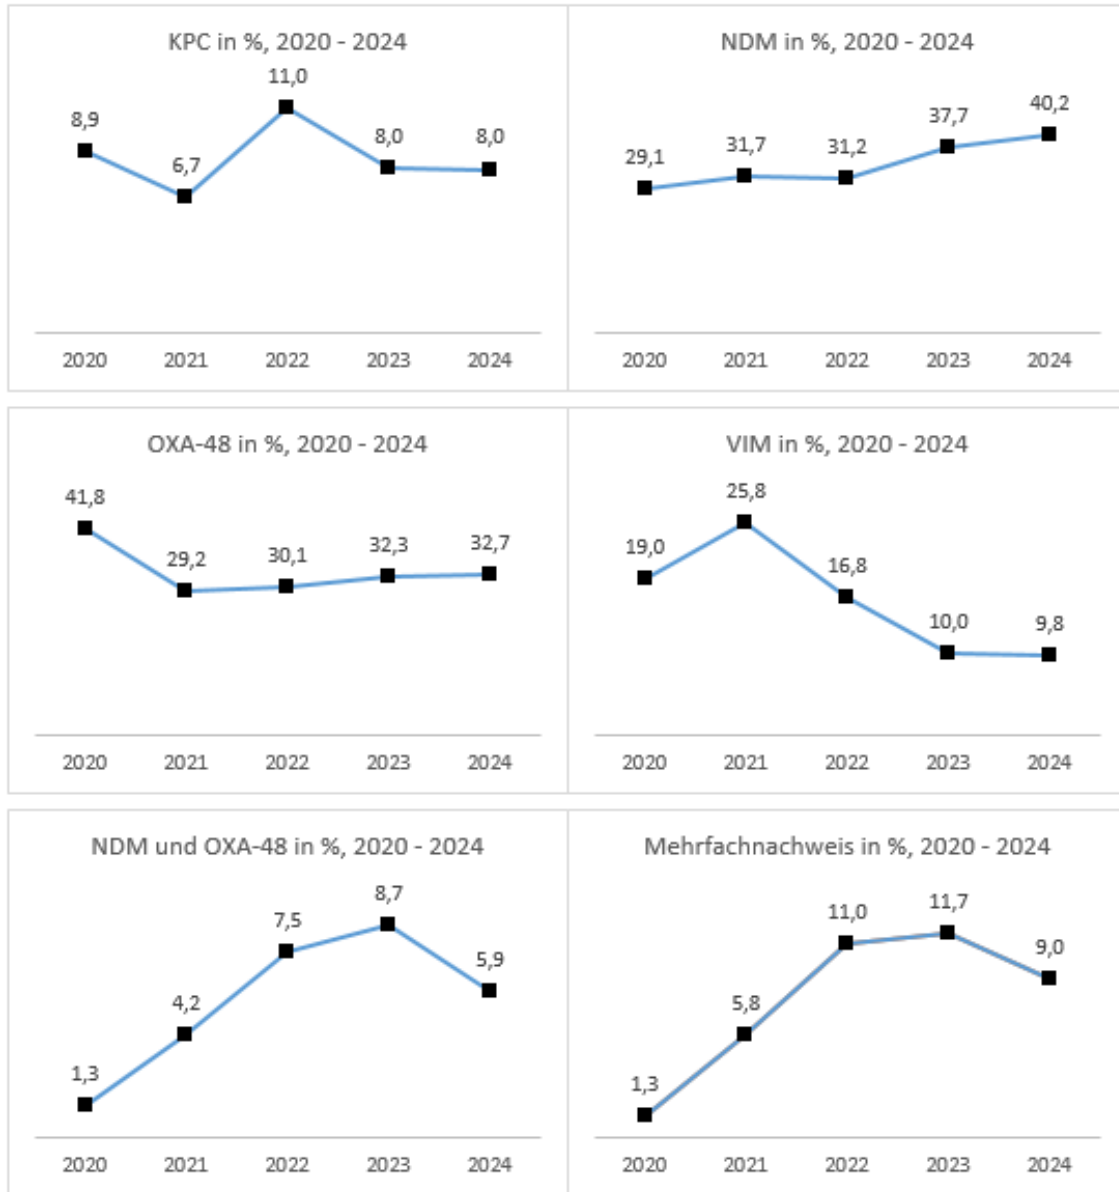 KPC in %, 2020 - 2024
8,9
6,7
11,0
8,0
8,0
2020 2021 2022 2023 2024
NDM in %, 2020 - 2024
29,1
31,7
31,2
37,7
40,2
2020 2021 2022 2023 2024
OXA-48 in %, 2020 - 2024
41,8
29,2
30,1
32,3
32,7
2020 2021 2022 2023 2024
VIM in %, 2020 - 2024
19,0
25,8
16,8
10,0
9,8
2020 2021 2022 2023 2024
NDM und OXA-48 in %, 2020 - 2024
1,3
4,2
7,5
8,7
5,9
2020 2021 2022 2023 2024
Mehrfachnachweis in %, 2020 - 2024
1,3
5,8
11,0
11,7
9,0
2020 2021 2022 2023 2024